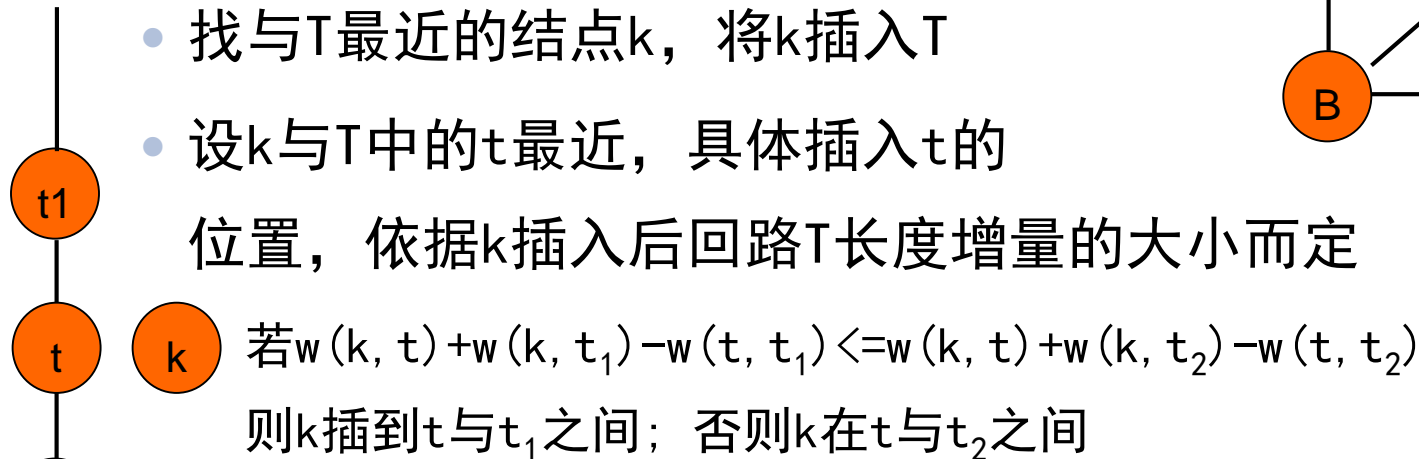 找与T最近的结点k，将k插入T
B
设k与T中的t最近，具体插入t的
t1
位置，依据k插入后回路T长度增量的大小而定
t
k
若w(k,t)+w(k,t₁)-w(t,t₁)<=w(k,t)+w(k,t₂)-w(t,t₂)
则k插到t与t₁之间；否则k在t与t₂之间